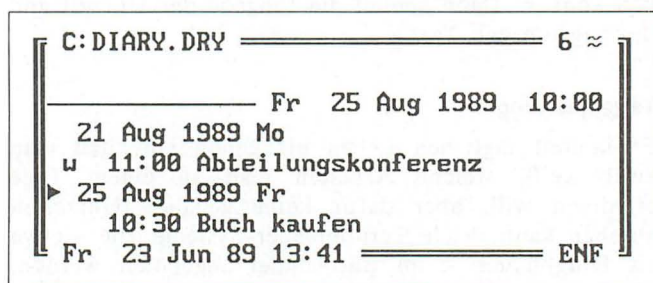 C:DIARY.DRY 6 ≈
Fr 25 Aug 1989 10:00
21 Aug 1989 Mo
u 11:00 Abteilungskonferenz
▶ 25 Aug 1989 Fr
10:30 Buch kaufen
Fr 23 Jun 89 13:41 ENF